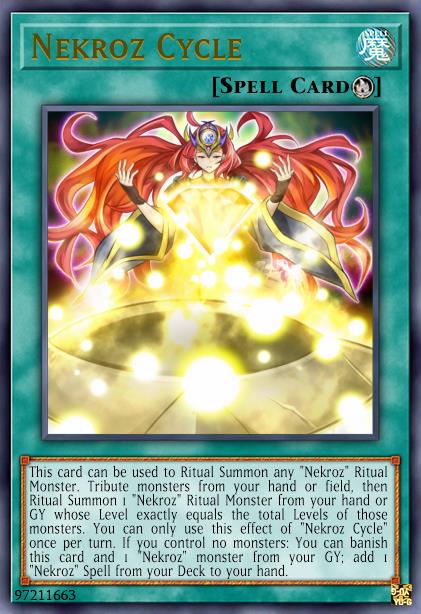 Nekroz Cycle
SPELL
魔
[Spell Card]
This card can be used to Ritual Summon any "Nekroz" Ritual
Monster. Tribute monsters from your hand or field, then
Ritual Summon 1 "Nekroz" Ritual Monster from your hand or
GY whose Level exactly equals the total Levels of those
monsters. You can only use this effect of "Nekroz Cycle"
once per turn. If you control no monsters: You can banish
this card and 1 "Nekroz" monster from your GY; add 1
"Nekroz" Spell from your Deck to your hand.
97211663